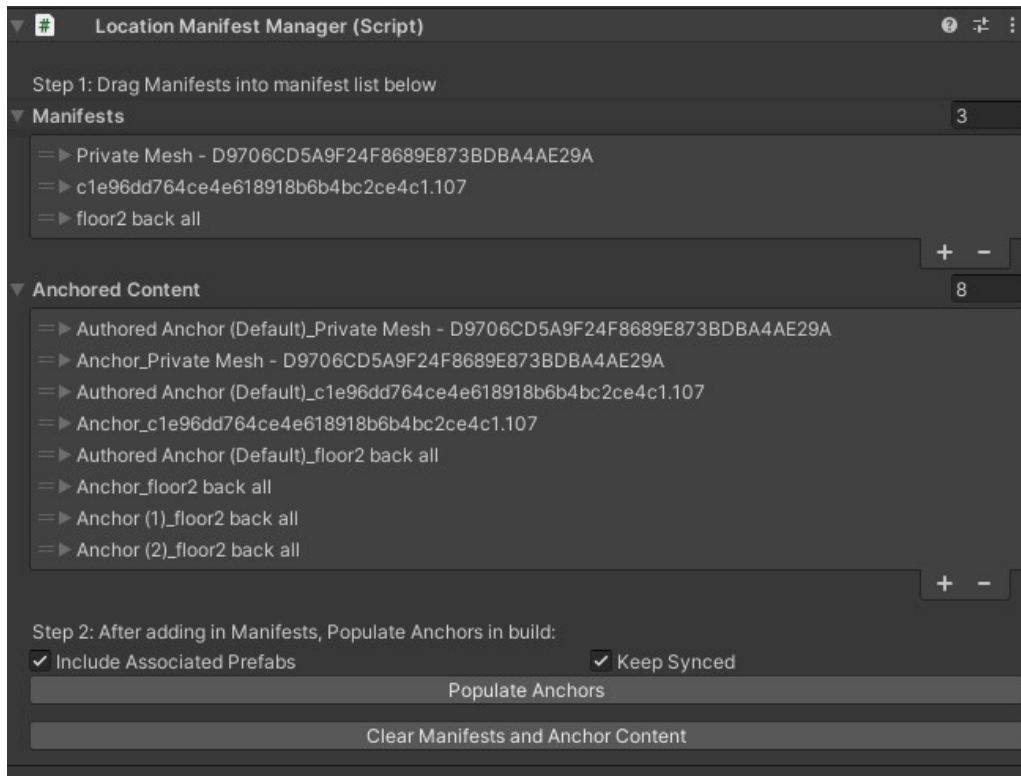 # Location Manifest Manager (Script)
Step 1: Drag Manifests into manifest list below
Manifests 3
Private Mesh - D9706CD5A9F24F8689E873BDBA4AE29A
c1e96dd764ce4e618918b6b4bc2ce4c1.107
floor2 back all
+ -
Anchored Content 8
Authored Anchor (Default)_Private Mesh - D9706CD5A9F24F8689E873BDBA4AE29A
Anchor_Private Mesh - D9706CD5A9F24F8689E873BDBA4AE29A
Authored Anchor (Default)_c1e96dd764ce4e618918b6b4bc2ce4c1.107
Anchor_c1e96dd764ce4e618918b6b4bc2ce4c1.107
Authored Anchor (Default)_floor2 back all
Anchor_floor2 back all
Anchor (1)_floor2 back all
Anchor (2)_floor2 back all
+ -
Step 2: After adding in Manifests, Populate Anchors in build:
Include Associated Prefabs Keep Synced
Populate Anchors
Clear Manifests and Anchor Content